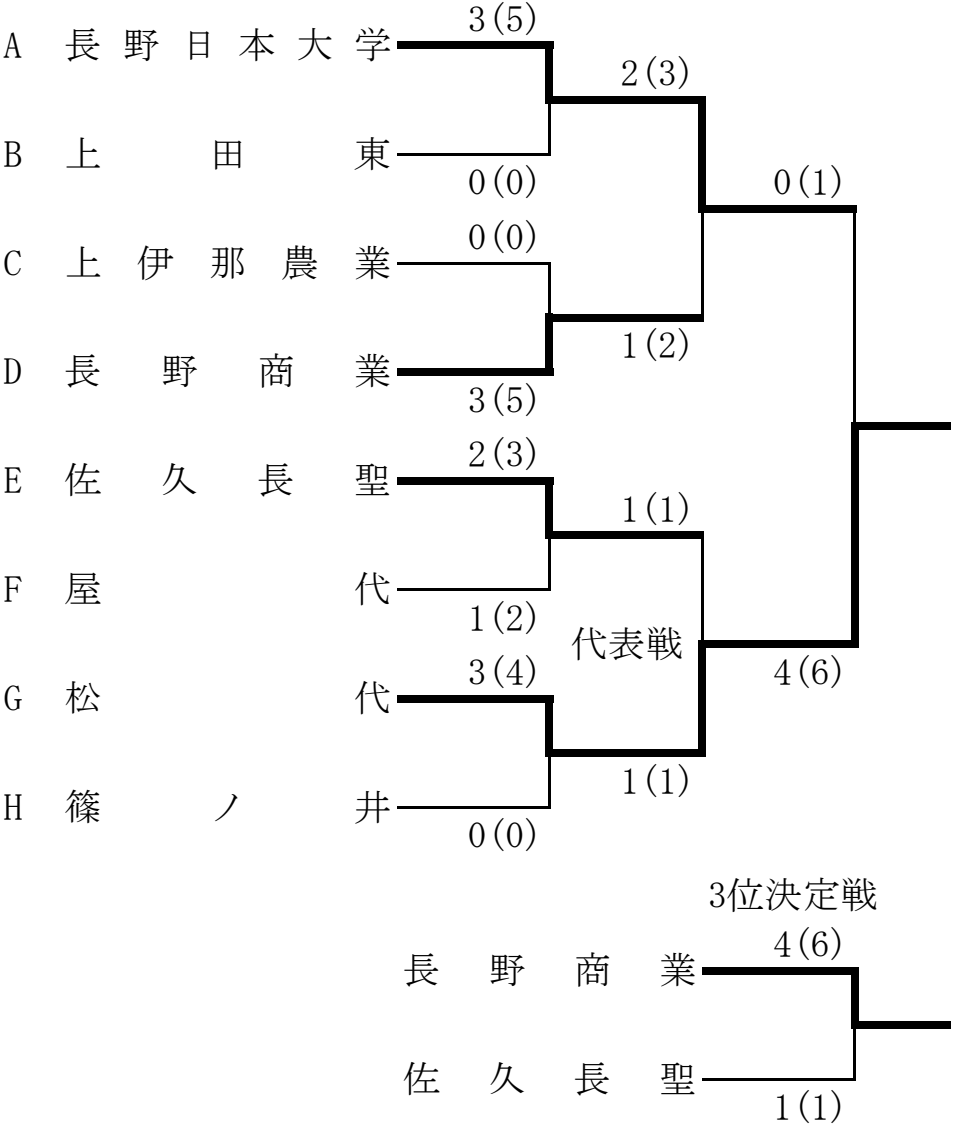 3(5)
A 長野日本大学
2(3)
B 上田東
0(0)
0(1)
0(0)
C 上伊那農業
1(2)
D 長野商業
3(5)
2(3)
E 佐久長聖
1(1)
F 屋代
1(2)
代表戦
3(4)
4(6)
G 松代
1(1)
H 篠ノ井
0(0)
3位決定戦
4(6)
長野商業
佐久長聖
1(1)